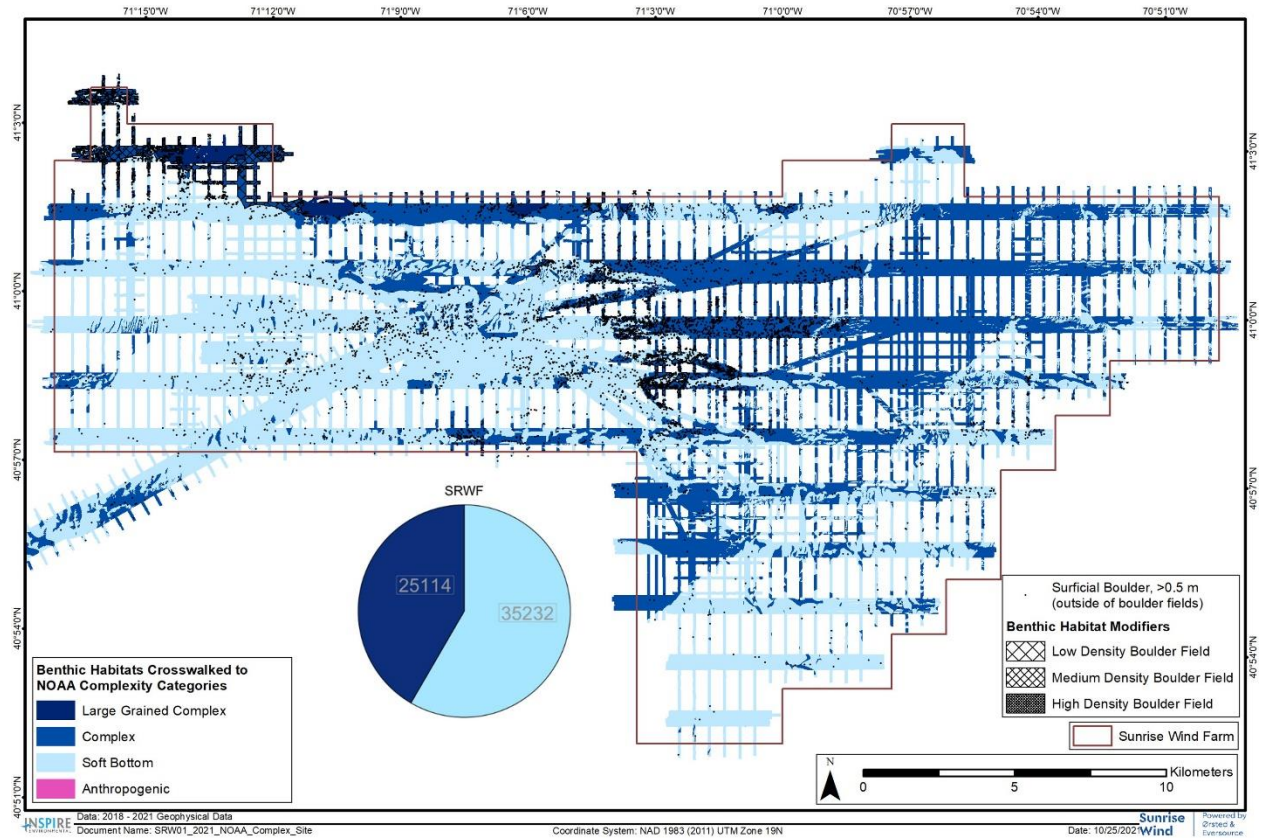 71°15'0"W 71°12'0"W 71°9'0"W 71°6'0"W 71°3'0"W 71°0'0"W 70°57'0"W 70°54'0"W 70°51'0"W
41°3'0"N
41°0'0"N
40°57'0"N
40°54'0"N
40°51'0"N
41°3'0"N
41°0'0"N
40°57'0"N
40°54'0"N
SRWF
25114
35232
Benthic Habitats Crosswalked to
NOAA Complexity Categories
Large Grained Complex
Complex
Soft Bottom
Anthropogenic
Surficial Boulder, >0.5 m
(outside of boulder fields)
Benthic Habitat Modifiers
Low Density Boulder Field
Medium Density Boulder Field
High Density Boulder Field
Sunrise Wind Farm
N
Kilometers
0 5 10
INSPIRE
ENVIRONMENTAL
Data: 2018 - 2021 Geophysical Data
Document Name: SRW01_2021_NOAA_Complex_Site
Coordinate System: NAD 1983 (2011) UTM Zone 19N
Date: 10/25/2021
Sunrise
Wind
Powered by
Ørsted &
Eversource